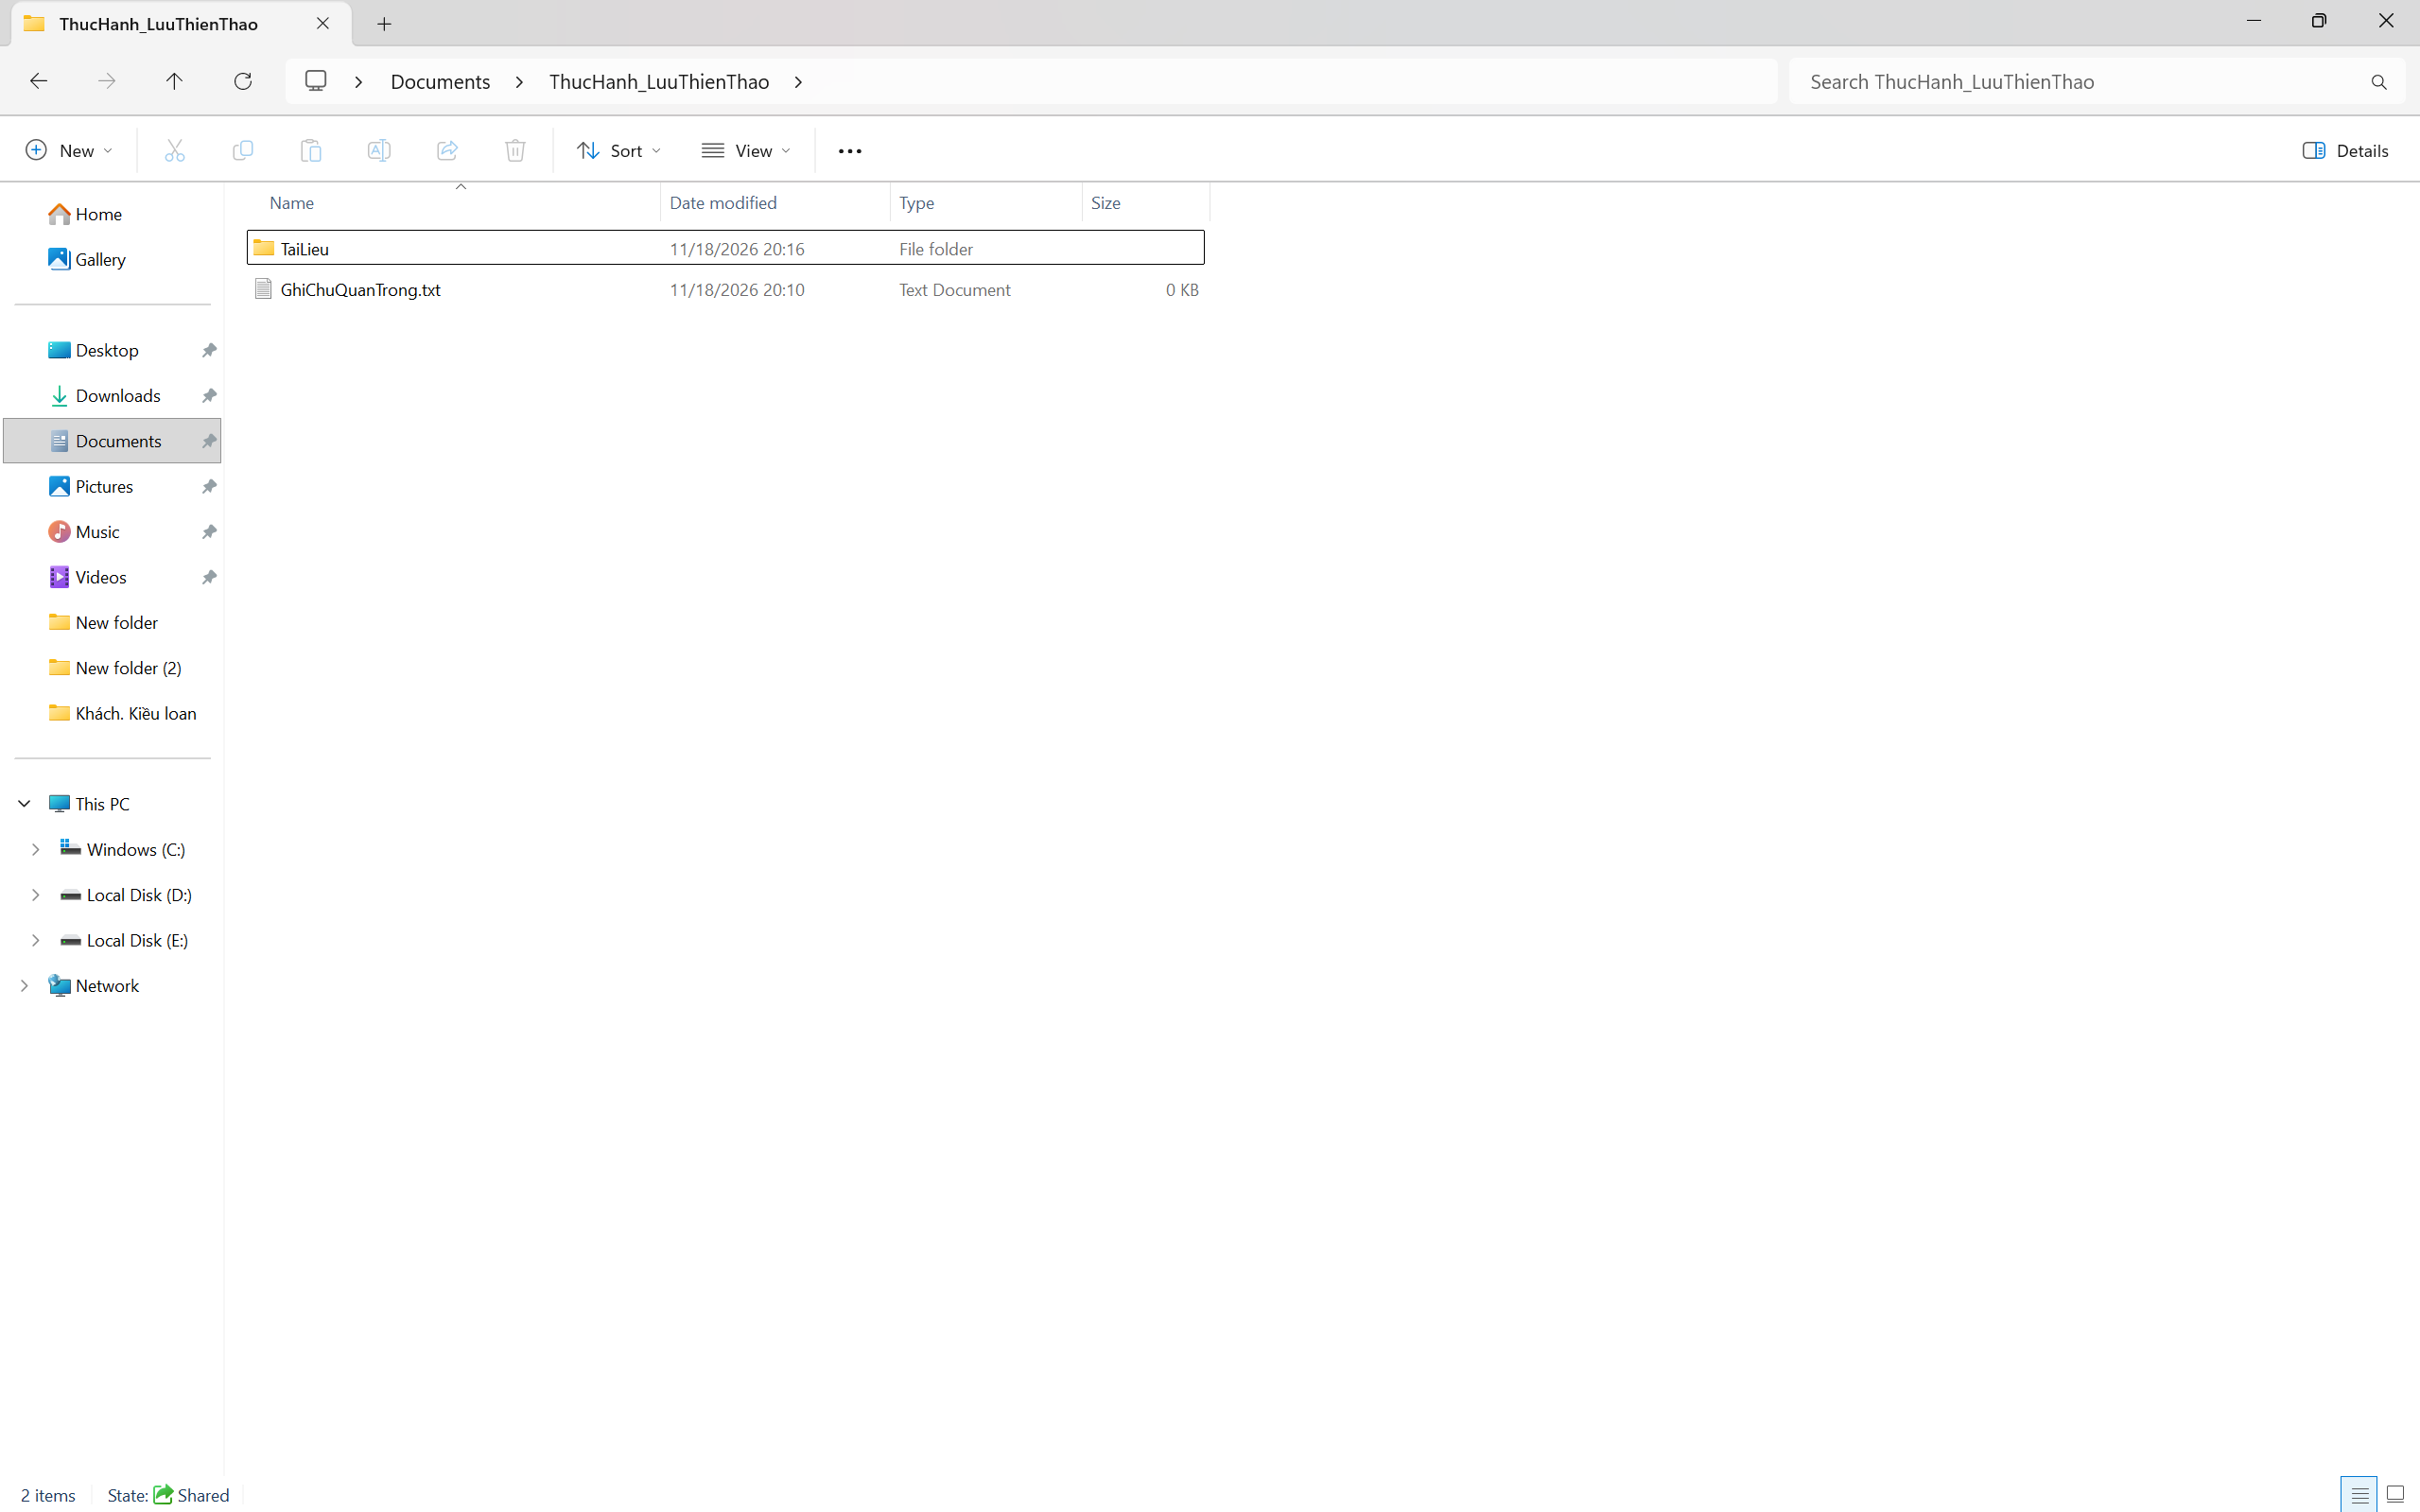 ThucHanh_LuuThienThao
Documents ThucHanh_LuuThienThao
Search ThucHanh_LuuThienThao
New Sort View Details
Name Date modified Type Size
TaiLieu 11/18/2026 20:16 File folder
GhiChuQuanTrong.txt 11/18/2026 20:10 Text Document 0 KB
Home
Gallery
Desktop
Downloads
Documents
Pictures
Music
Videos
New folder
New folder (2)
Khách. Kiều loan
This PC
Windows (C:)
Local Disk (D:)
Local Disk (E:)
Network
2 items State: Shared